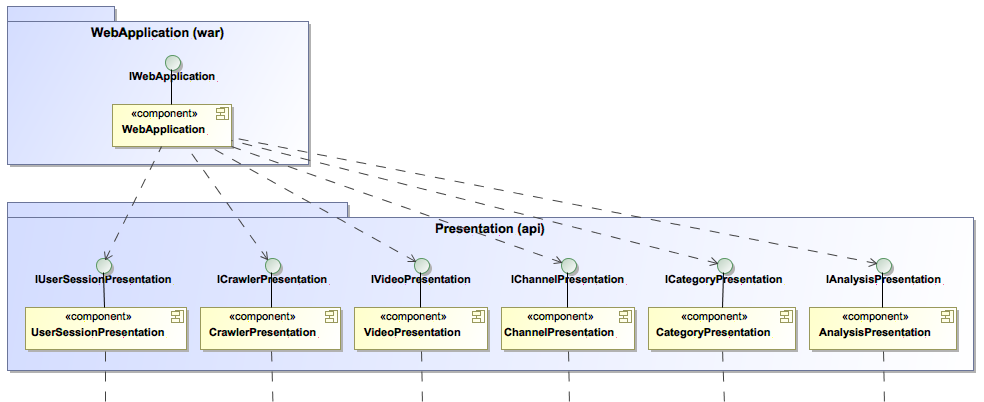 WebApplication (war)
IWebApplication
«component»
WebApplication
Presentation (api)
IUserSessionPresentation
ICrawlerPresentation
IVideoPresentation
IChannelPresentation
ICategoryPresentation
IAnalysisPresentation
«component»
UserSessionPresentation
«component»
CrawlerPresentation
«component»
VideoPresentation
«component»
ChannelPresentation
«component»
CategoryPresentation
«component»
AnalysisPresentation